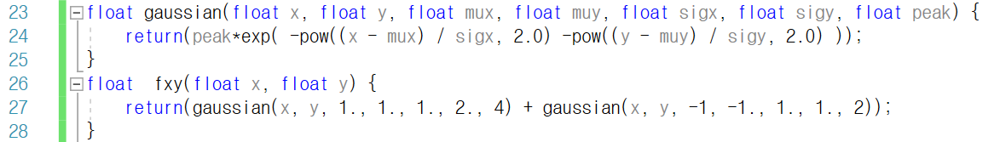 23 float gaussian(float x, float y, float mux, float muy, float sigx, float sigy, float peak) {
24 return(peak*exp( -pow((x - mux) / sigx, 2.0) -pow((y - muy) / sigy, 2.0) ));
25 }
26 float  fxy(float x, float y) {
27 return(gaussian(x, y, 1., 1., 1., 2., 4) + gaussian(x, y, -1, -1., 1., 1., 2));
28 }